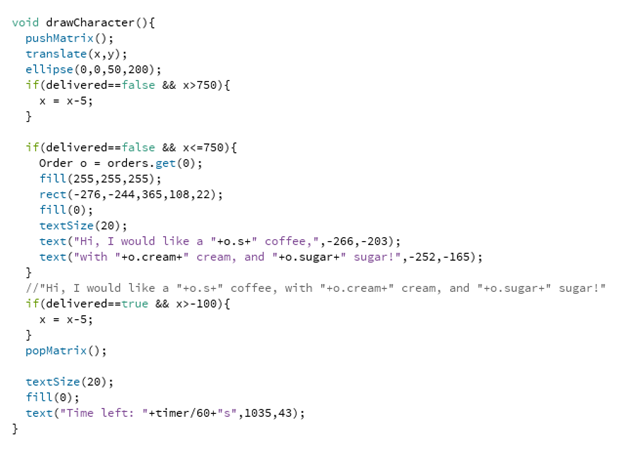 void drawCharacter(){
  pushMatrix();
  translate(x,y);
  ellipse(0,0,50,200);
  if(delivered==false && x>750){
    x = x-5;
  }

  if(delivered==false && x<=750){
    Order o = orders.get(0);
    fill(255,255,255);
    rect(-276,-244,365,108,22);
    fill(0);
    textSize(20);
    text("Hi, I would like a "+o.s+" coffee,",-266,-203);
    text("with "+o.cream+" cream, and "+o.sugar+" sugar!",-252,-165);
  }
  //"Hi, I would like a "+o.s+" coffee, with "+o.cream+" cream, and "+o.sugar+" sugar!"
  if(delivered==true && x>-100){
    x = x-5;
  }
  popMatrix();

  textSize(20);
  fill(0);
  text("Time left: "+timer/60+"s",1035,43);
}